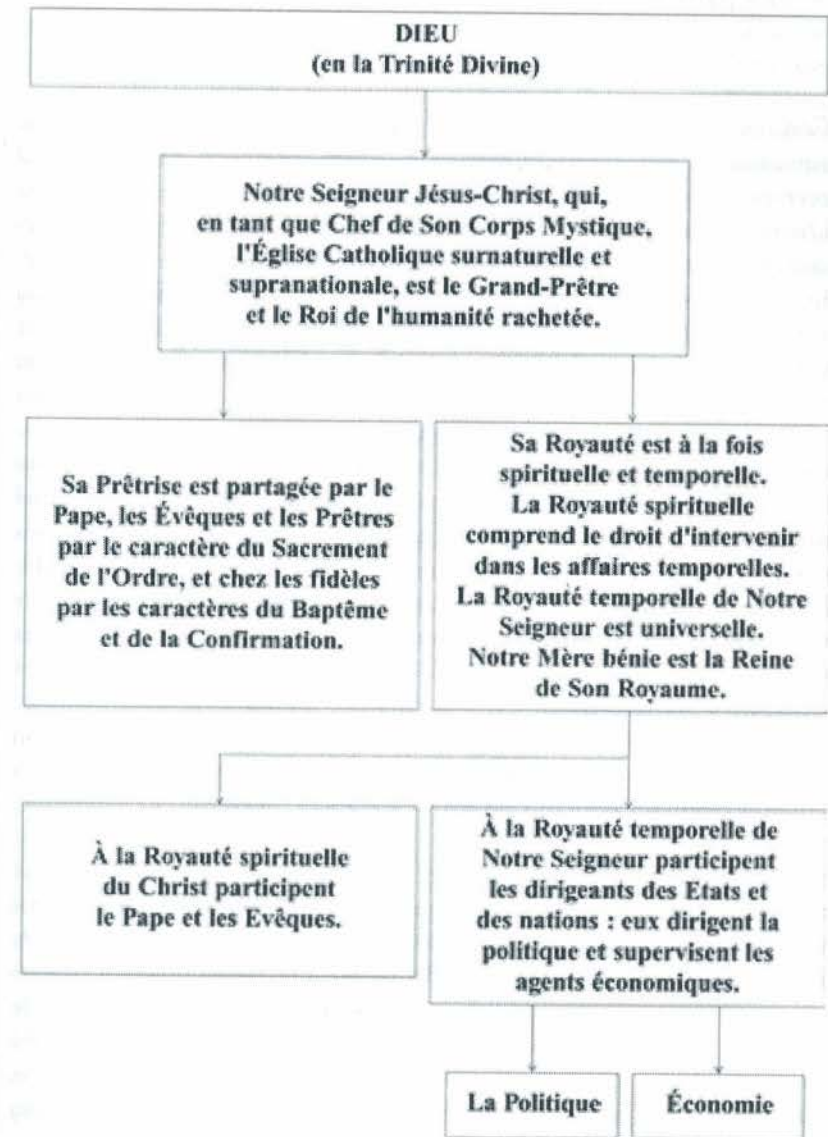 DIEU
(en la Trinité Divine)
Notre Seigneur Jésus-Christ, qui,
en tant que Chef de Son Corps Mystique,
l'Église Catholique surnaturelle et
supranationale, est le Grand-Prêtre
et le Roi de l'humanité rachetée.
Sa Prêtrise est partagée par le
Pape, les Évêques et les Prêtres
par le caractère du Sacrement
de l'Ordre, et chez les fidèles
par les caractères du Baptême
et de la Confirmation.
Sa Royauté est à la fois
spirituelle et temporelle.
La Royauté spirituelle
comprend le droit d'intervenir
dans les affaires temporelles.
La Royauté temporelle de Notre
Seigneur est universelle.
Notre Mère bénie est la Reine
de Son Royaume.
À la Royauté spirituelle
du Christ participent
le Pape et les Evêques.
À la Royauté temporelle de
Notre Seigneur participent
les dirigeants des Etats et
des nations : eux dirigent la
politique et supervisent les
agents économiques.
La Politique
Économie